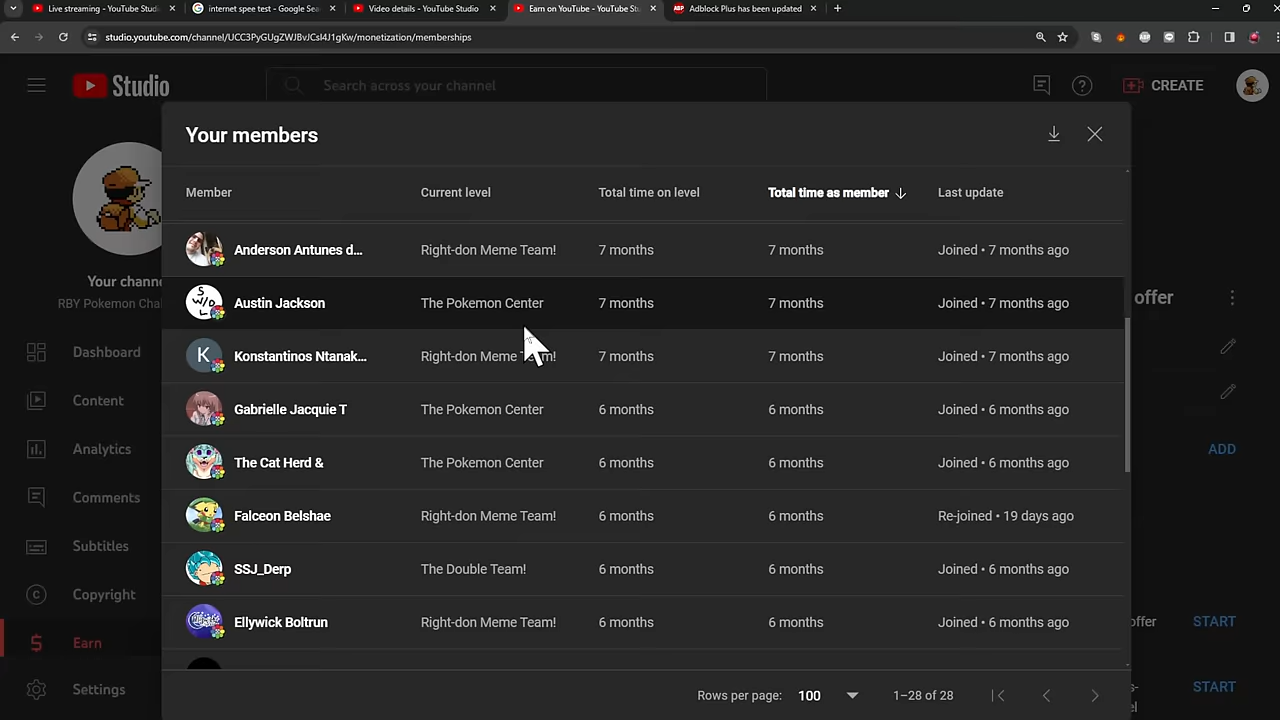 Live streaming - YouTube Studi
internet spee test - Google Sea
Video details - YouTube Studio
Earn on YouTube - YouTube St
Adblock Plus has been updated
studio.youtube.com/channel/UCC3PyGUgZWJBvJCsl4J1gKw/monetization/memberships
Studio
Search across your channel
CREATE
Your members
Member Current level Total time on level Total time as member Last update
Anderson Antunes d... Right-don Meme Team! 7 months 7 months Joined • 7 months ago
Austin Jackson The Pokemon Center 7 months 7 months Joined • 7 months ago
Konstantinos Ntanak... Right-don Meme Team! 7 months 7 months Joined • 7 months ago
Gabrielle Jacquie T The Pokemon Center 6 months 6 months Joined • 6 months ago
The Cat Herd & The Pokemon Center 6 months 6 months Joined • 6 months ago
Falceon Belshae Right-don Meme Team! 6 months 6 months Re-joined • 19 days ago
SSJ_Derp The Double Team! 6 months 6 months Joined • 6 months ago
Ellywick Boltrun Right-don Meme Team! 6 months 6 months Joined • 6 months ago
Rows per page: 100 1–28 of 28
Your channe
RBY Pokemon Cha
Dashboard
Content
Analytics
Comments
Subtitles
Copyright
Earn
Settings
offer
ADD
offer START
START